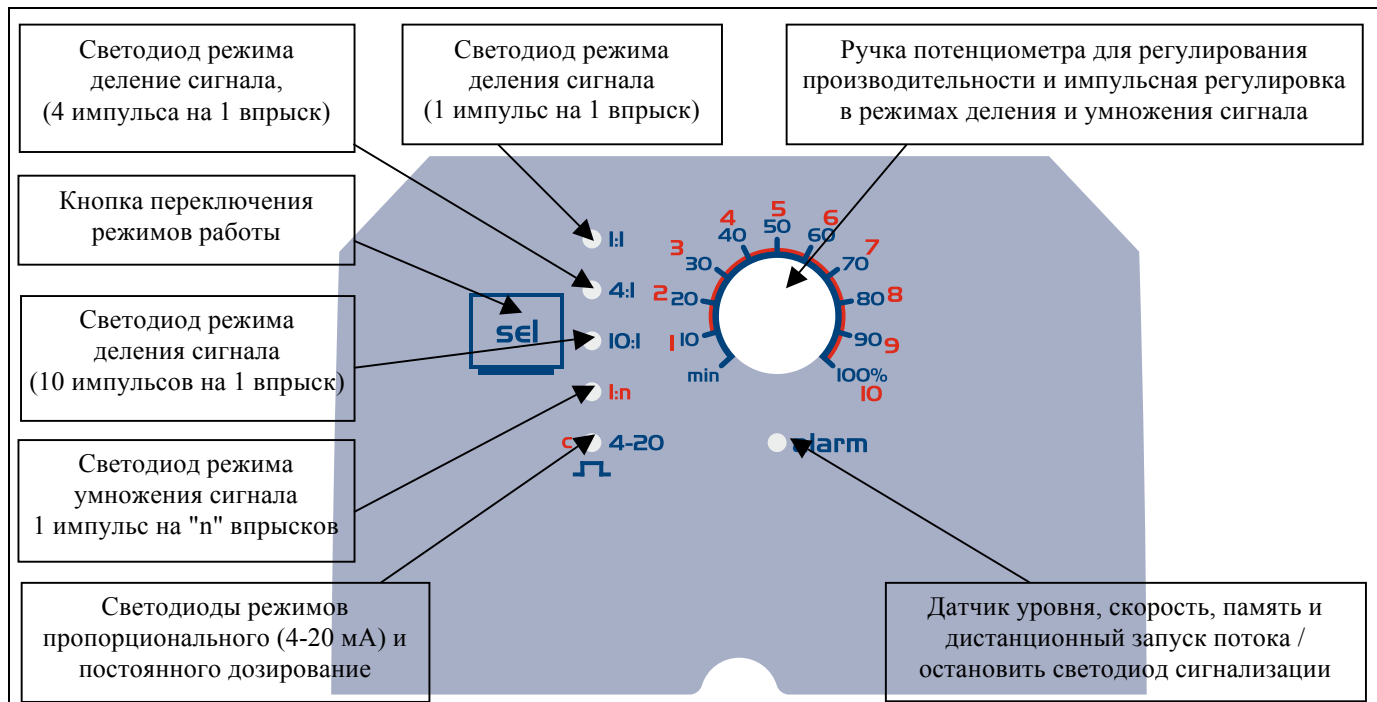 Светодиод режима
деление сигнала,
(4 импульса на 1 впрыск)
Светодиод режима
деления сигнала
(1 импульс на 1 впрыск)
Ручка потенциометра для регулирования
производительности и импульсная регулировка
в режимах деления и умножения сигнала
Кнопка переключения
режимов работы
Светодиод режима
деления сигнала
(10 импульсов на 1 впрыск)
Светодиод режима
умножения сигнала
1 импульс на "n" впрысков
Светодиоды режимов
пропорционального (4-20 мА) и
постоянного дозирование
Датчик уровня, скорость, память и
дистанционный запуск потока /
остановить светодиод сигнализации
sel
1:1
4:1
10:1
1:n
c 4-20
min
1 10
2 20
3 30
4 40
5 50
6 60
7 70
80 8
90 9
100%
10
alarm